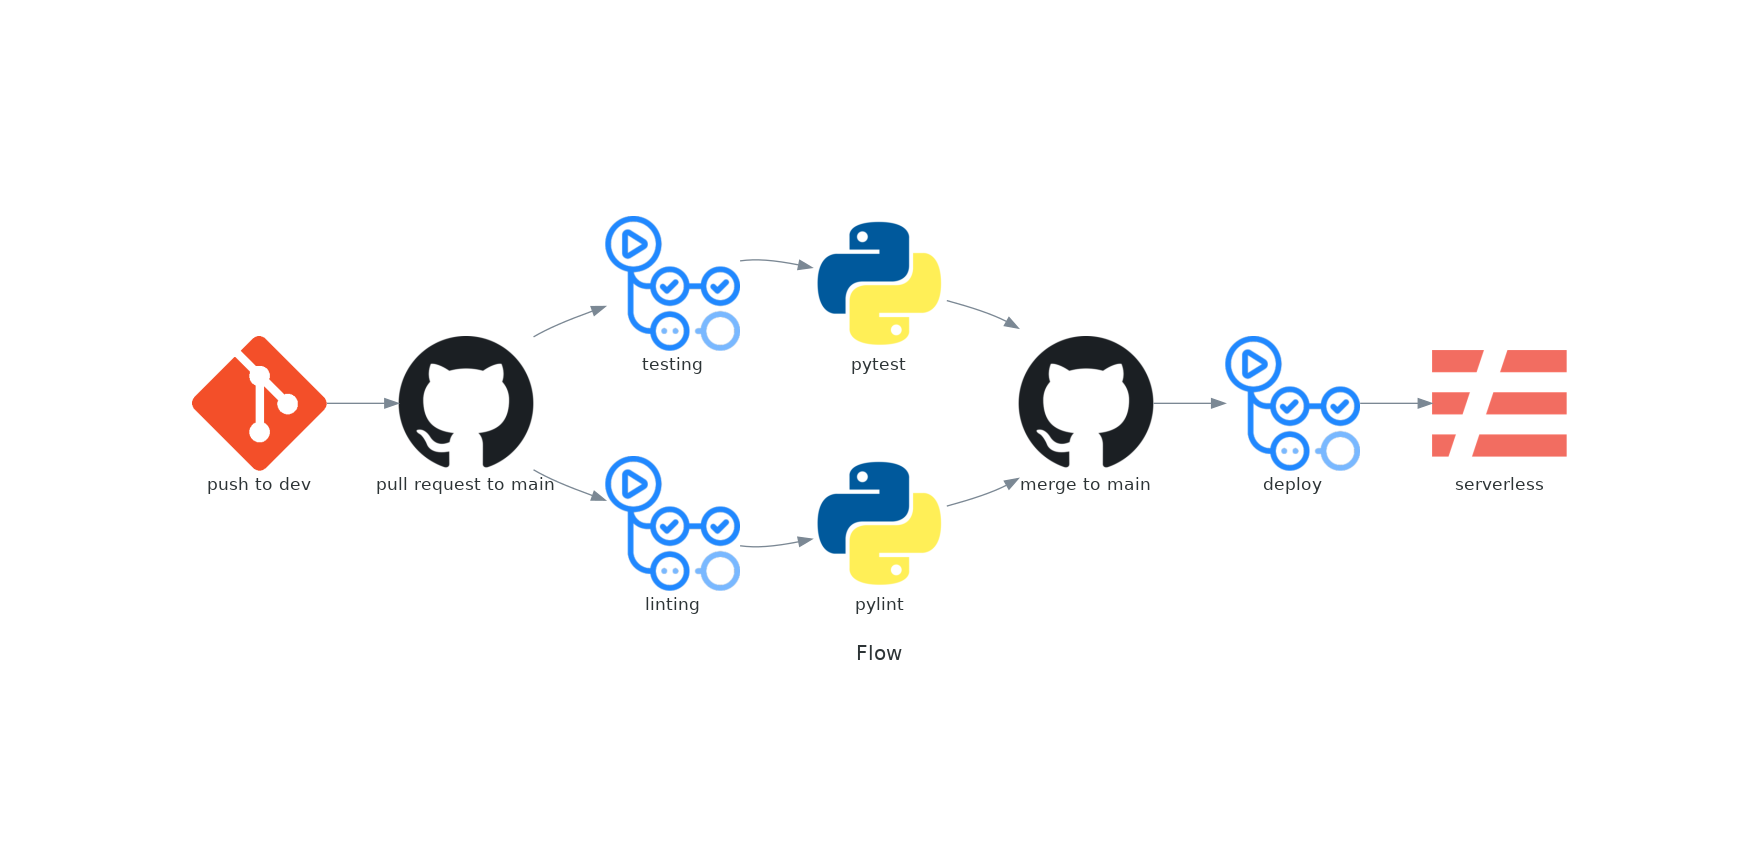 push to dev
pull request to main
testing
pytest
linting
pylint
merge to main
deploy
serverless
Flow